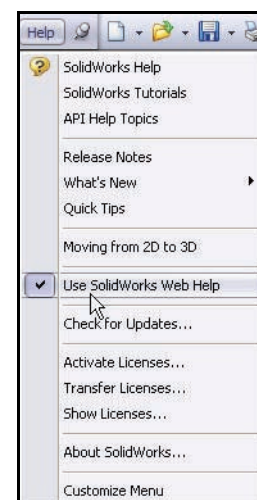 Help
SolidWorks Help
SolidWorks Tutorials
API Help Topics
Release Notes
What's New
Quick Tips
Moving from 2D to 3D
Use SolidWorks Web Help
Check for Updates...
Activate Licenses...
Transfer Licenses...
Show Licenses...
About SolidWorks...
Customize Menu